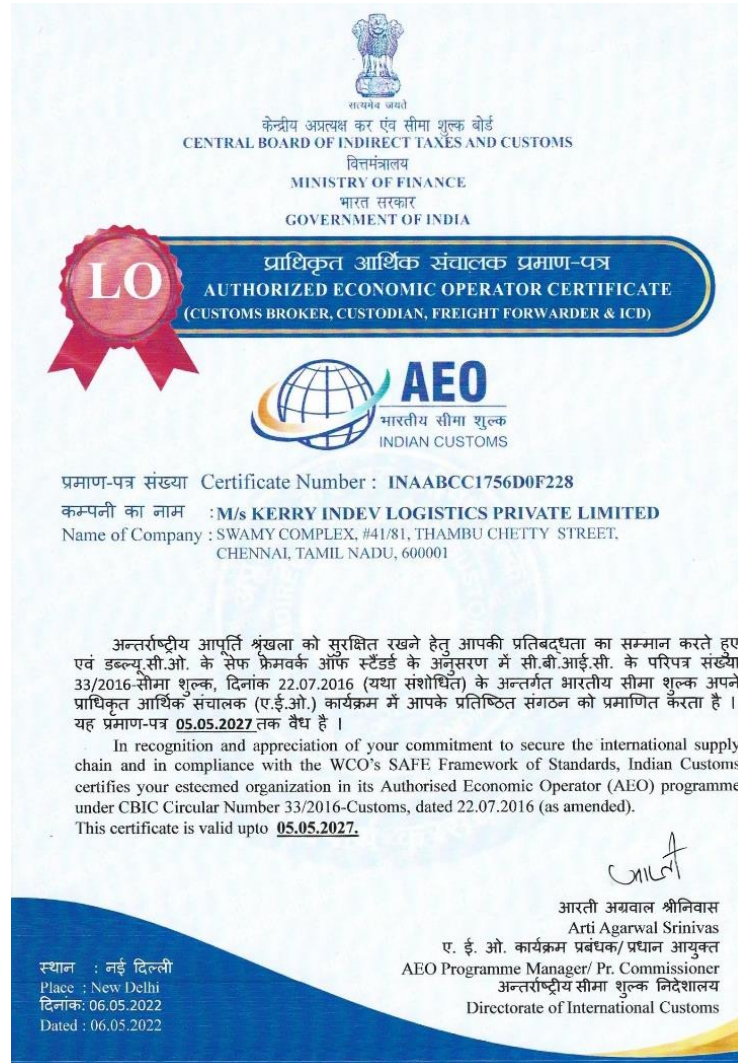 सत्यमेव जयते
केन्द्रीय अप्रत्यक्ष कर एंव सीमा शुल्क बोर्ड
CENTRAL BOARD OF INDIRECT TAXES AND CUSTOMS
वित्तमंत्रालय
MINISTRY OF FINANCE
भारत सरकार
GOVERNMENT OF INDIA
LO
प्राधिकृत आर्थिक संचालक प्रमाण-पत्र
AUTHORIZED ECONOMIC OPERATOR CERTIFICATE
(CUSTOMS BROKER, CUSTODIAN, FREIGHT FORWARDER & ICD)
AEO
भारतीय सीमा शुल्क
INDIAN CUSTOMS
प्रमाण-पत्र संख्या Certificate Number : INAABCC1756D0F228
कम्पनी का नाम : M/s KERRY INDEV LOGISTICS PRIVATE LIMITED
Name of Company : SWAMY COMPLEX, #41/81, THAMBU CHETTY STREET,
CHENNAI, TAMIL NADU, 600001
अन्तर्राष्ट्रीय आपूर्ति श्रृंखला को सुरक्षित रखने हेतु आपकी प्रतिबद्धता का सम्मान करते हुए
एवं डब्ल्यू.सी.ओ. के सेफ फ्रेमवर्क ऑफ स्टैंडर्ड के अनुसरण में सी.बी.आई.सी. के परिपत्र संख्या
33/2016-सीमा शुल्क, दिनांक 22.07.2016 (यथा संशोधित) के अन्तर्गत भारतीय सीमा शुल्क अपने
प्राधिकृत आर्थिक संचालक (ए.ई.ओ.) कार्यक्रम में आपके प्रतिष्ठित संगठन को प्रमाणित करता है ।
यह प्रमाण-पत्र 05.05.2027 तक वैध है ।
In recognition and appreciation of your commitment to secure the international supply
chain and in compliance with the WCO's SAFE Framework of Standards, Indian Customs
certifies your esteemed organization in its Authorised Economic Operator (AEO) programme
under CBIC Circular Number 33/2016-Customs, dated 22.07.2016 (as amended).
This certificate is valid upto 05.05.2027.
आरती अग्रवाल श्रीनिवास
Arti Agarwal Srinivas
ए. ई. ओ. कार्यक्रम प्रबंधक/ प्रधान आयुक्त
AEO Programme Manager/ Pr. Commissioner
अन्तर्राष्ट्रीय सीमा शुल्क निदेशालय
Directorate of International Customs
स्थान : नई दिल्ली
Place : New Delhi
दिनांक: 06.05.2022
Dated : 06.05.2022